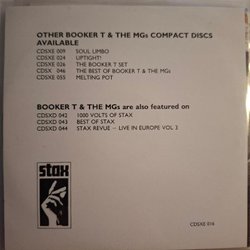 OTHER BOOKER T & THE MGs COMPACT DISCS
AVAILABLE
CDSXE 009 SOUL LIMBO
CDSXE 024 UPTIGHT!
CDSXE 026 THE BOOKER T SET
CDSX 046 THE BEST OF BOOKER T & THE MGs
CDSXE 055 MELTING POT
BOOKER T & THE MGs are also featured on
CDSXD 042 1000 VOLTS OF STAX
CDSXD 043 BEST OF STAX
CDSXD 044 STAX REVUE – LIVE IN EUROPE VOL 2
stax
CDSXE 016